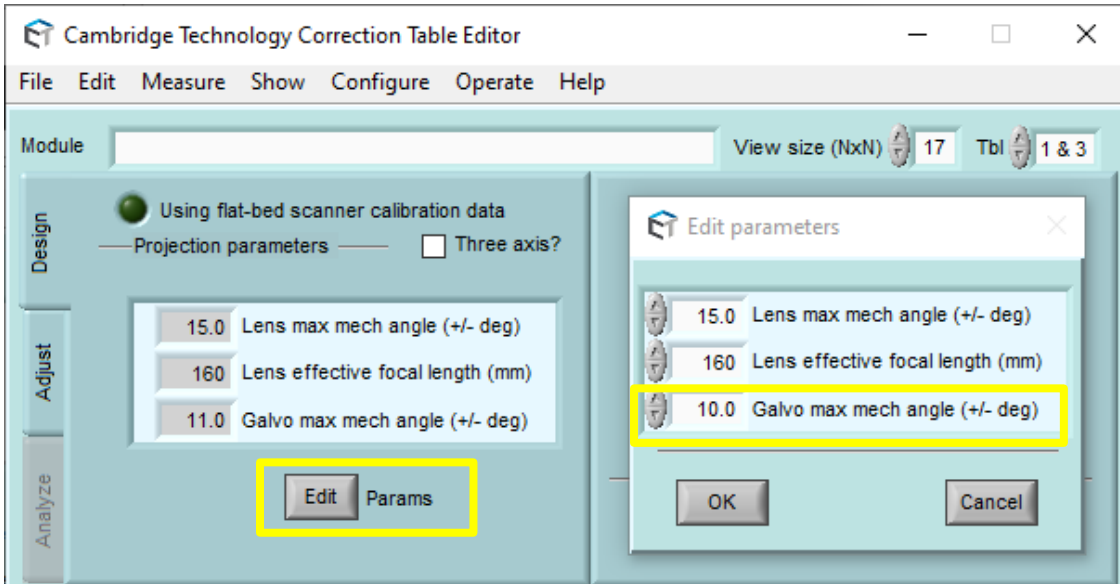 Cambridge Technology Correction Table Editor
File Edit Measure Show Configure Operate Help
Module
View size (NxN) 17 Tbl 1 & 3
Design
Adjust
Analyze
Using flat-bed scanner calibration data
Projection parameters Three axis?
15.0 Lens max mech angle (+/- deg)
160 Lens effective focal length (mm)
11.0 Galvo max mech angle (+/- deg)
Edit Params
Edit parameters
15.0 Lens max mech angle (+/- deg)
160 Lens effective focal length (mm)
10.0 Galvo max mech angle (+/- deg)
OK Cancel